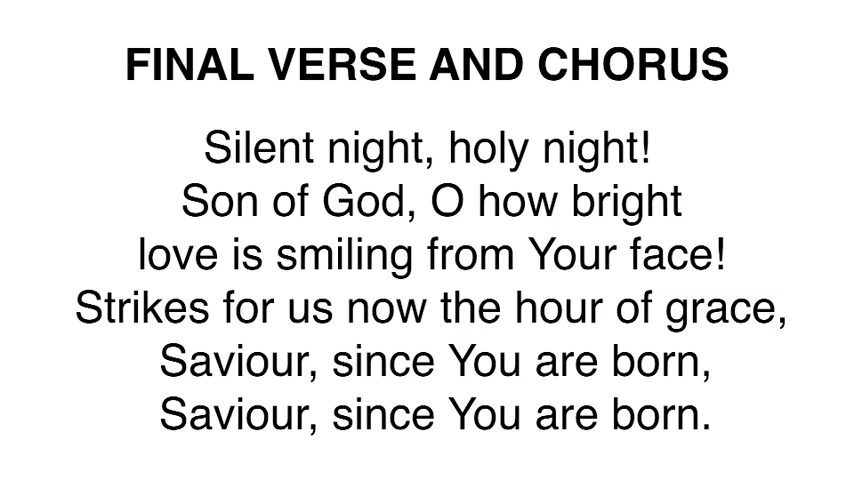 FINAL VERSE AND CHORUS
Silent night, holy night!
Son of God, O how bright
love is smiling from Your face!
Strikes for us now the hour of grace,
Saviour, since You are born,
Saviour, since You are born.